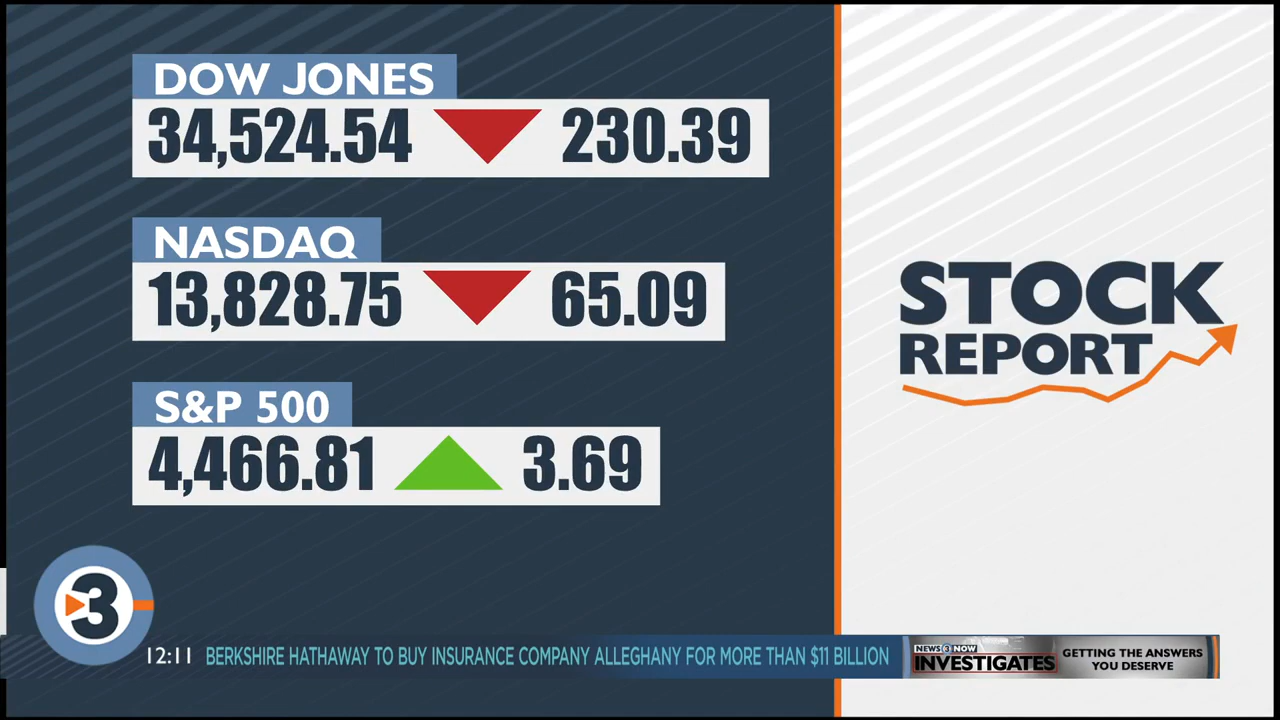 DOW JONES
34,524.54 230.39
NASDAQ
13,828.75 65.09
S&P 500
4,466.81 3.69
STOCK
REPORT
3
12:11 BERKSHIRE HATHAWAY TO BUY INSURANCE COMPANY ALLEGHANY FOR MORE THAN $11 BILLION
NEWS 3 NOW
INVESTIGATES
GETTING THE ANSWERS
YOU DESERVE